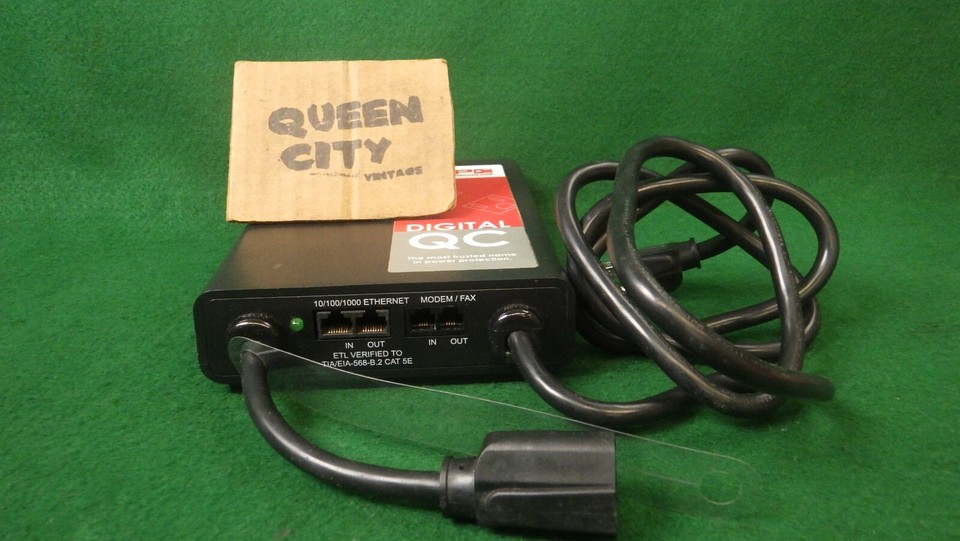 QUEEN
CITY
VINTAGE
DIGITAL
QC
The most trusted name
in power protection.
10/100/1000 ETHERNET MODEM / FAX
IN OUT IN OUT
ETL VERIFIED TO
TIA/EIA-568-B.2 CAT 5E